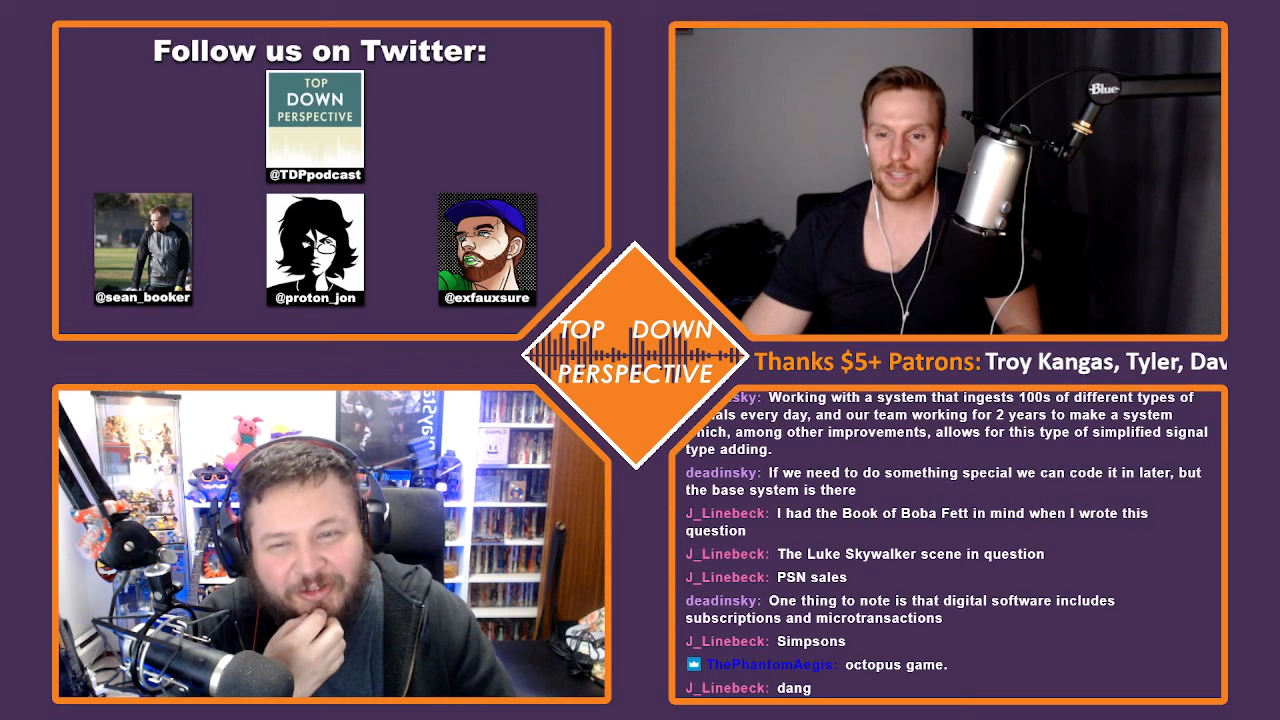 Follow us on Twitter:
TOP
DOWN
PERSPECTIVE
@TDPpodcast
@sean_booker
@proton_jon
@exfauxsure
Blue
TOP DOWN
PERSPECTIVE
Thanks $5+ Patrons: Troy Kangas, Tyler, Dav
Working with a system that ingests 100s of different types of
every day, and our team working for 2 years to make a system
which, among other improvements, allows for this type of simplified signal
type adding.
deadinsky: If we need to do something special we can code it in later, but
the base system is there
J_Linebeck: I had the Book of Boba Fett in mind when I wrote this
question
J_Linebeck: The Luke Skywalker scene in question
J_Linebeck: PSN sales
deadinsky: One thing to note is that digital software includes
subscriptions and microtransactions
J_Linebeck: Simpsons
ThePhantomAegis: octopus game.
J_Linebeck: dang